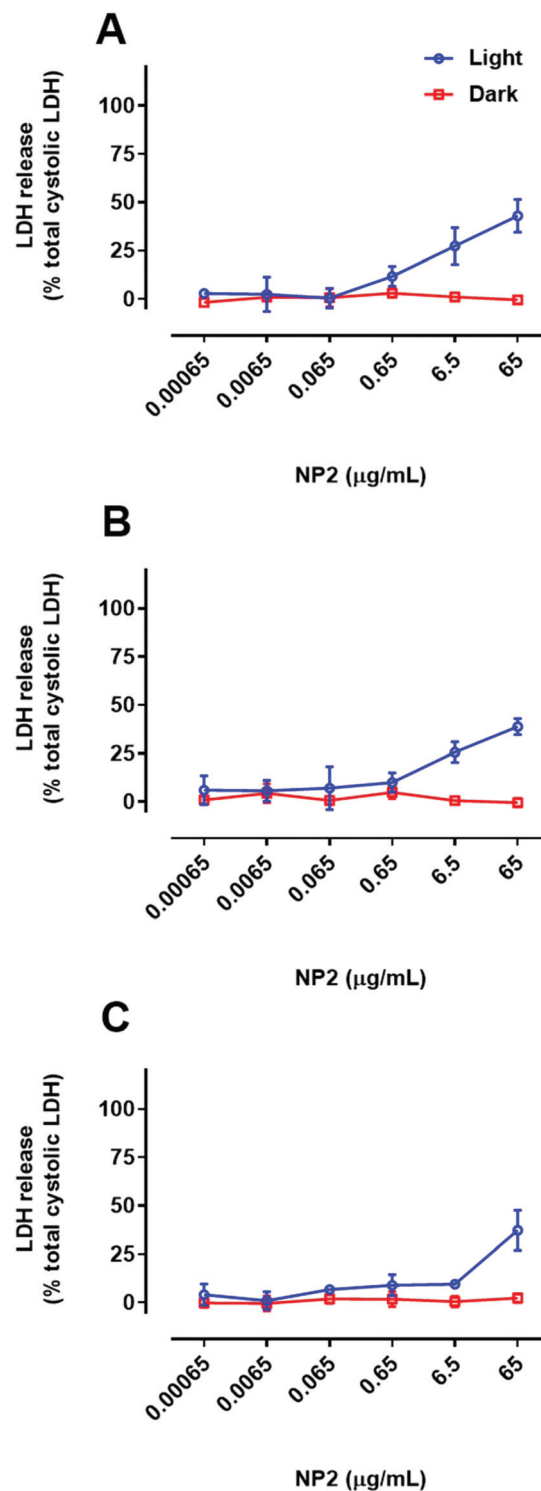 A
Light
Dark
LDH release
(% total cystolic LDH)
100
75
50
25
0
0.00065
0.0065
0.065
0.65
6.5
65
NP2 (μg/mL)
B
LDH release
(% total cystolic LDH)
100
75
50
25
0
0.00065
0.0065
0.065
0.65
6.5
65
NP2 (μg/mL)
C
LDH release
(% total cystolic LDH)
100
75
50
25
0
0.00065
0.0065
0.065
0.65
6.5
65
NP2 (μg/mL)